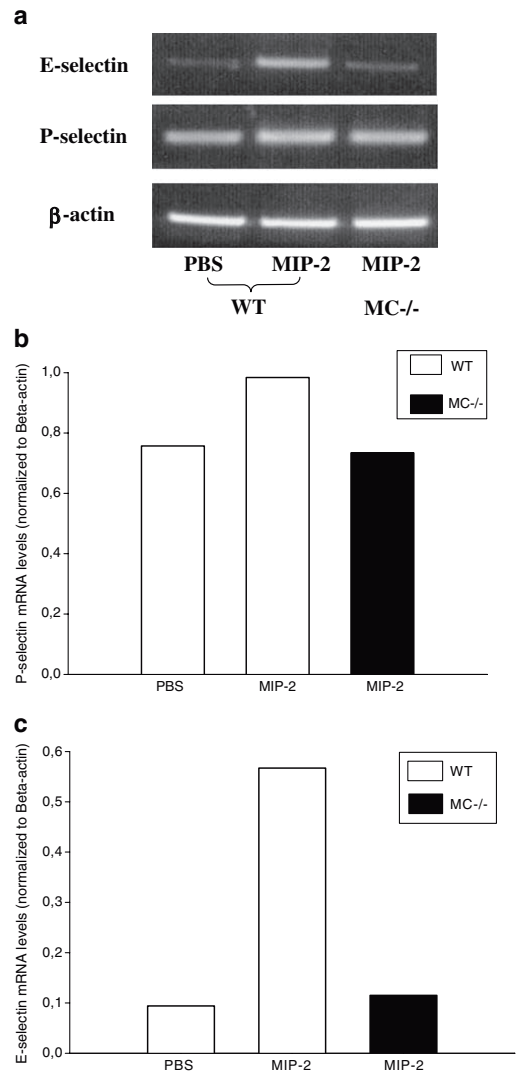 a
E-selectin
P-selectin
β-actin
PBS MIP-2 MIP-2
WT MC-/-
b
P-selectin mRNA levels (normalized to Beta-actin)
1,0
0,8
0,6
0,4
0,2
0,0
WT
MC-/-
PBS MIP-2 MIP-2
c
E-selectin mRNA levels (normalized to Beta-actin)
0,6
0,5
0,4
0,3
0,2
0,1
0,0
WT
MC-/-
PBS MIP-2 MIP-2